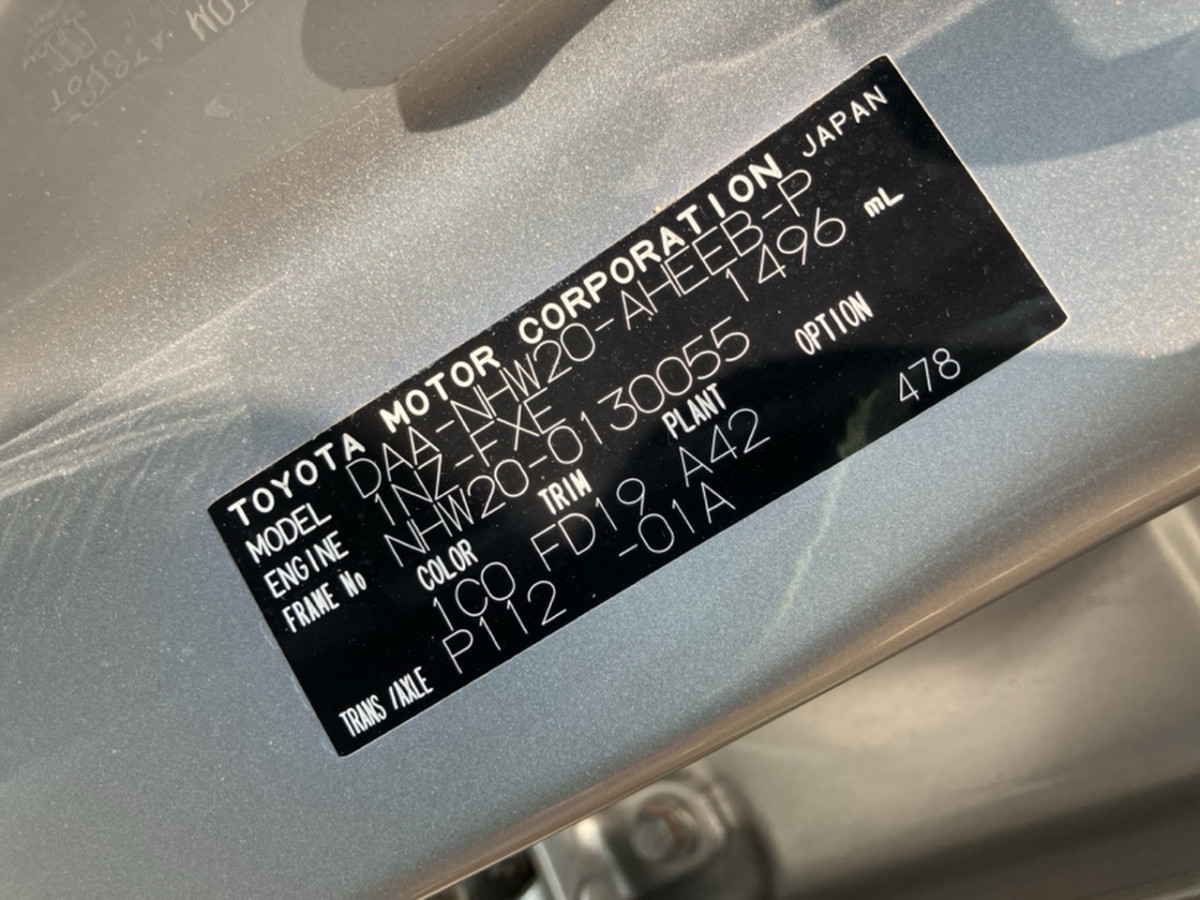 TOYOTA MOTOR CORPORATION JAPAN
MODEL DAA-NHW20-AHEEB-P
ENGINE 1NZ-FXE 1496 mL
FRAME No NHW20-0130055
COLOR TRIM PLANT OPTION
1C0 FD19 A42 478
TRANS/AXLE P112 -01A